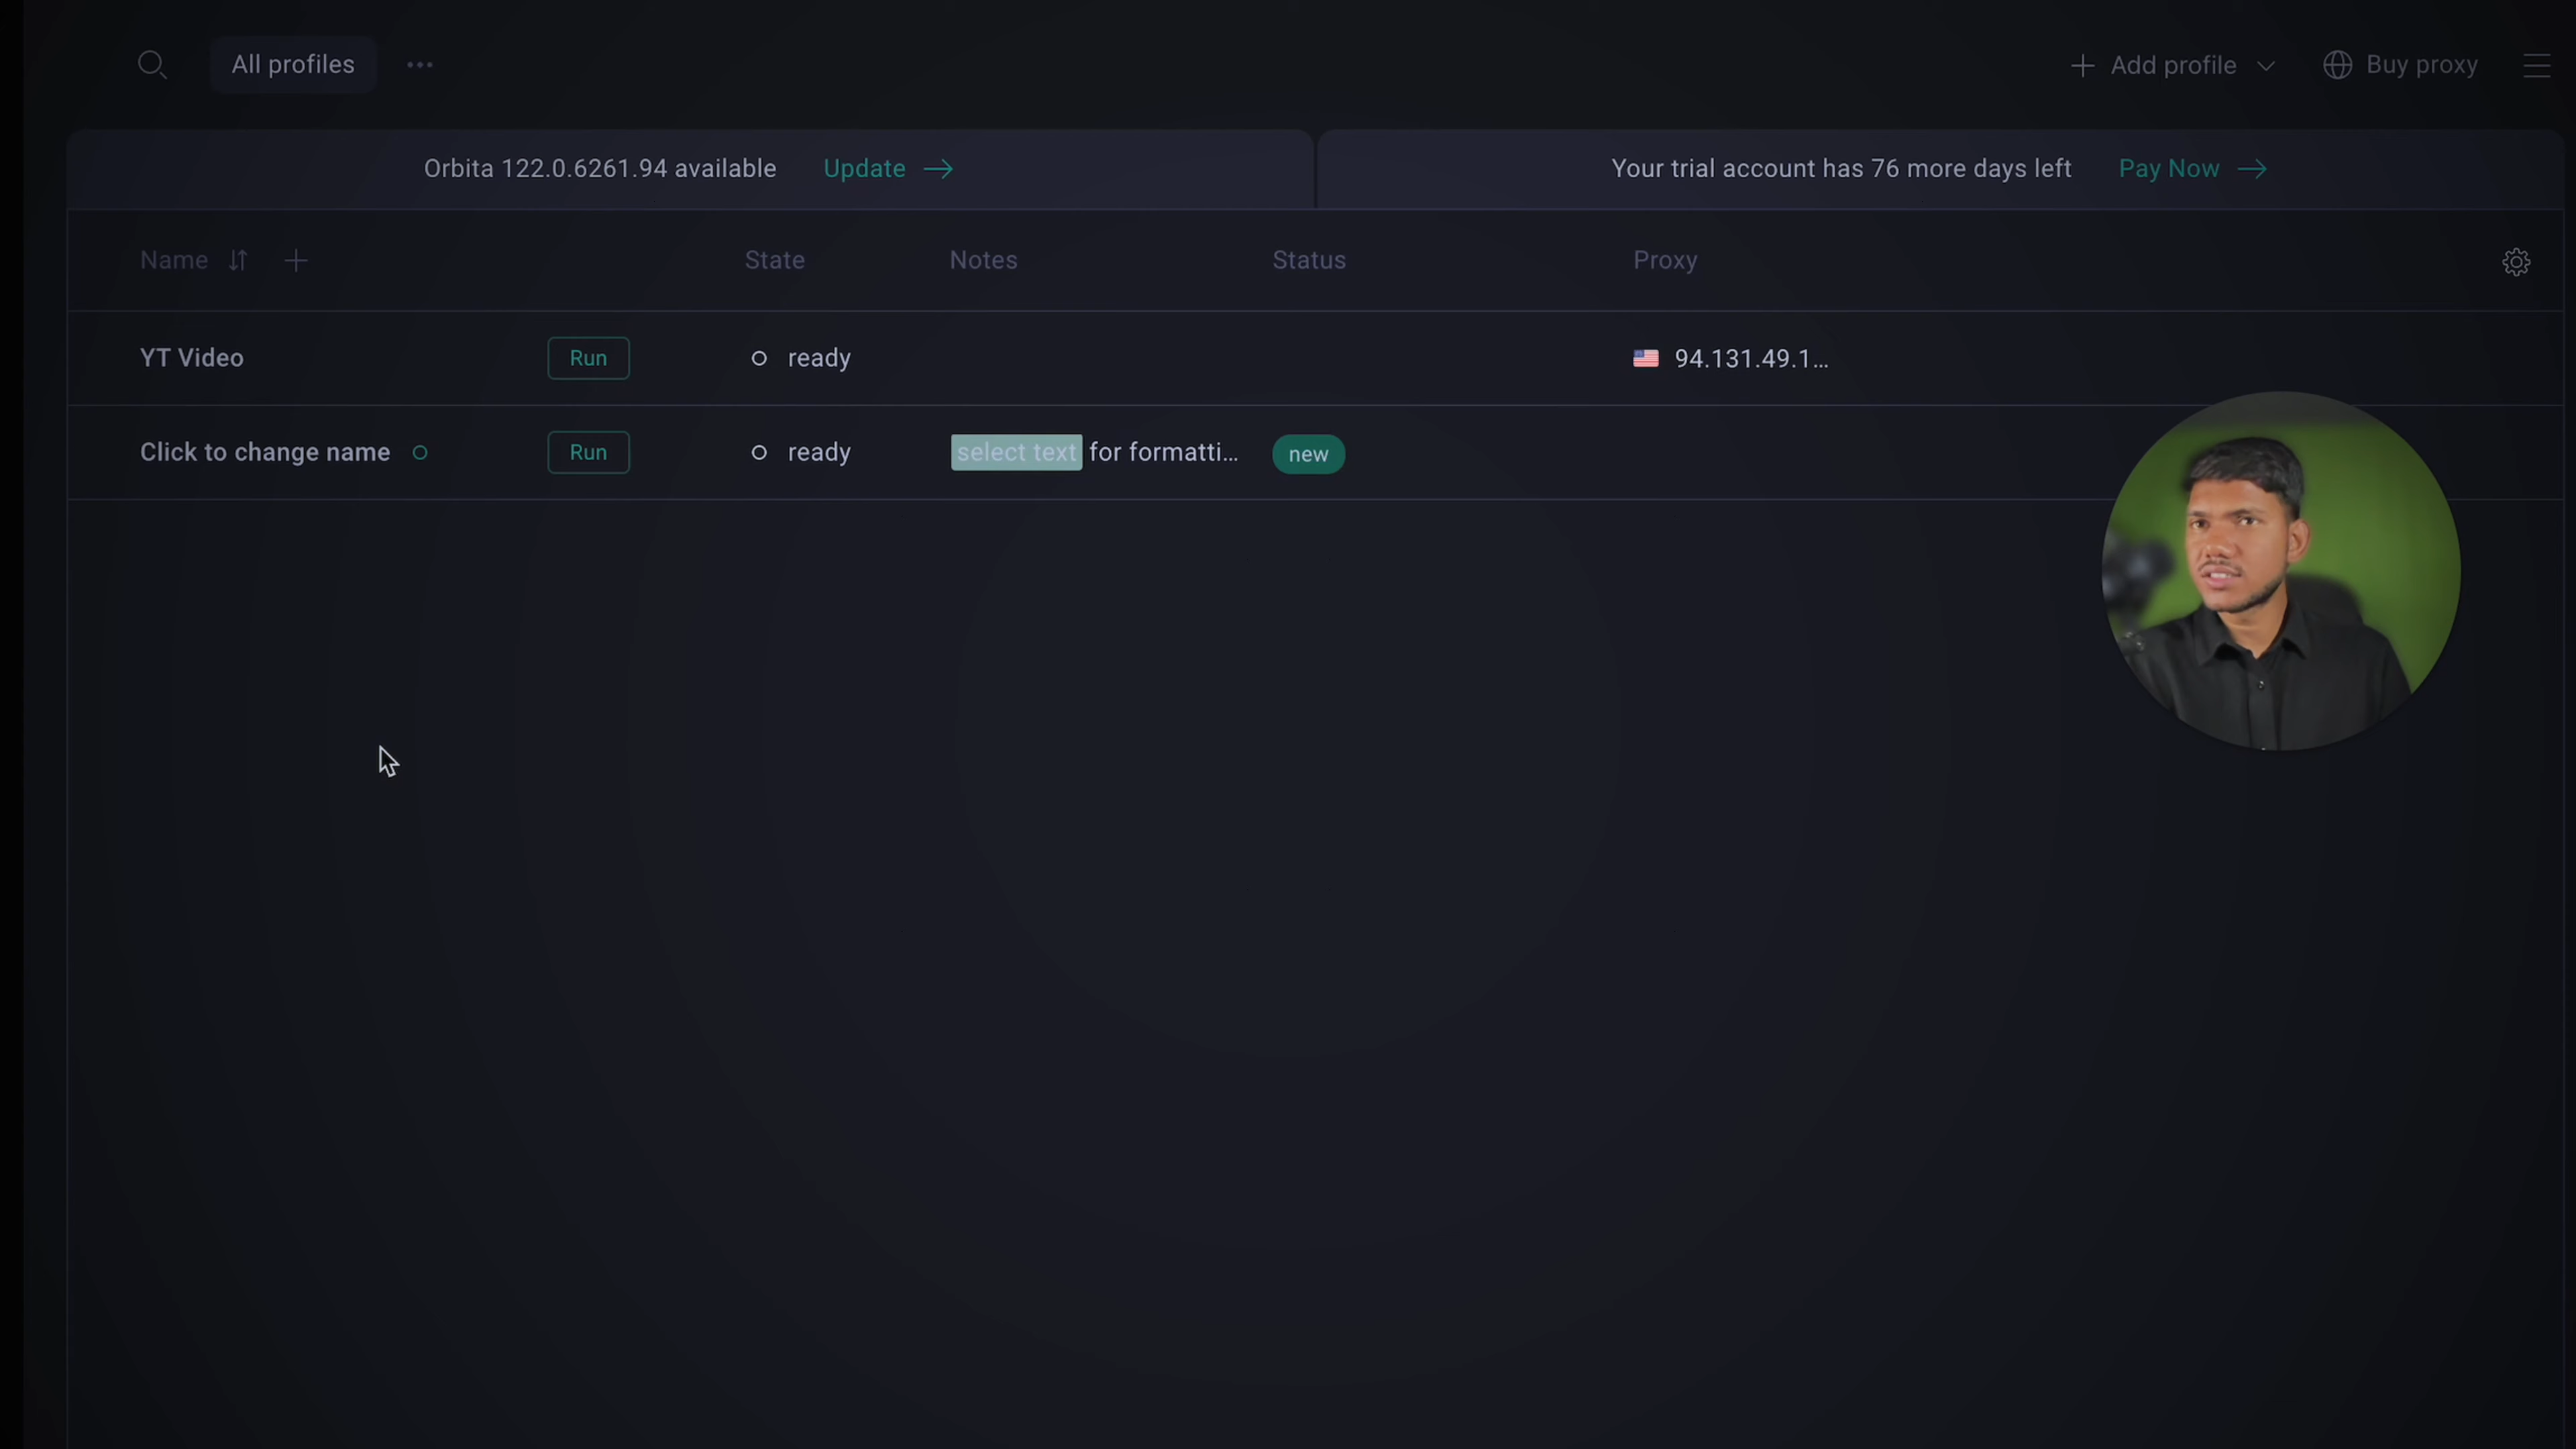 All profiles ··· Add profile Buy proxy
Orbita 122.0.6261.94 available Update → Your trial account has 76 more days left Pay Now →
Name State Notes Status Proxy
YT Video Run ready 94.131.49.1...
Click to change name Run ready select text for formatti... new